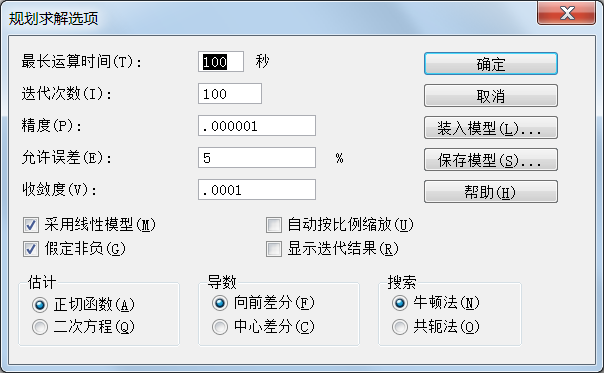 规划求解选项
最长运算时间(T): 100 秒 确定
迭代次数(I): 100 取消
精度(P): .000001 装入模型(L)...
允许误差(E): 5 % 保存模型(S)...
收敛度(V): .0001 帮助(H)
采用线性模型(M) 自动按比例缩放(U)
假定非负(G) 显示迭代结果(R)
估计 导数 搜索
正切函数(A) 向前差分(F) 牛顿法(N)
二次方程(Q) 中心差分(C) 共轭法(O)